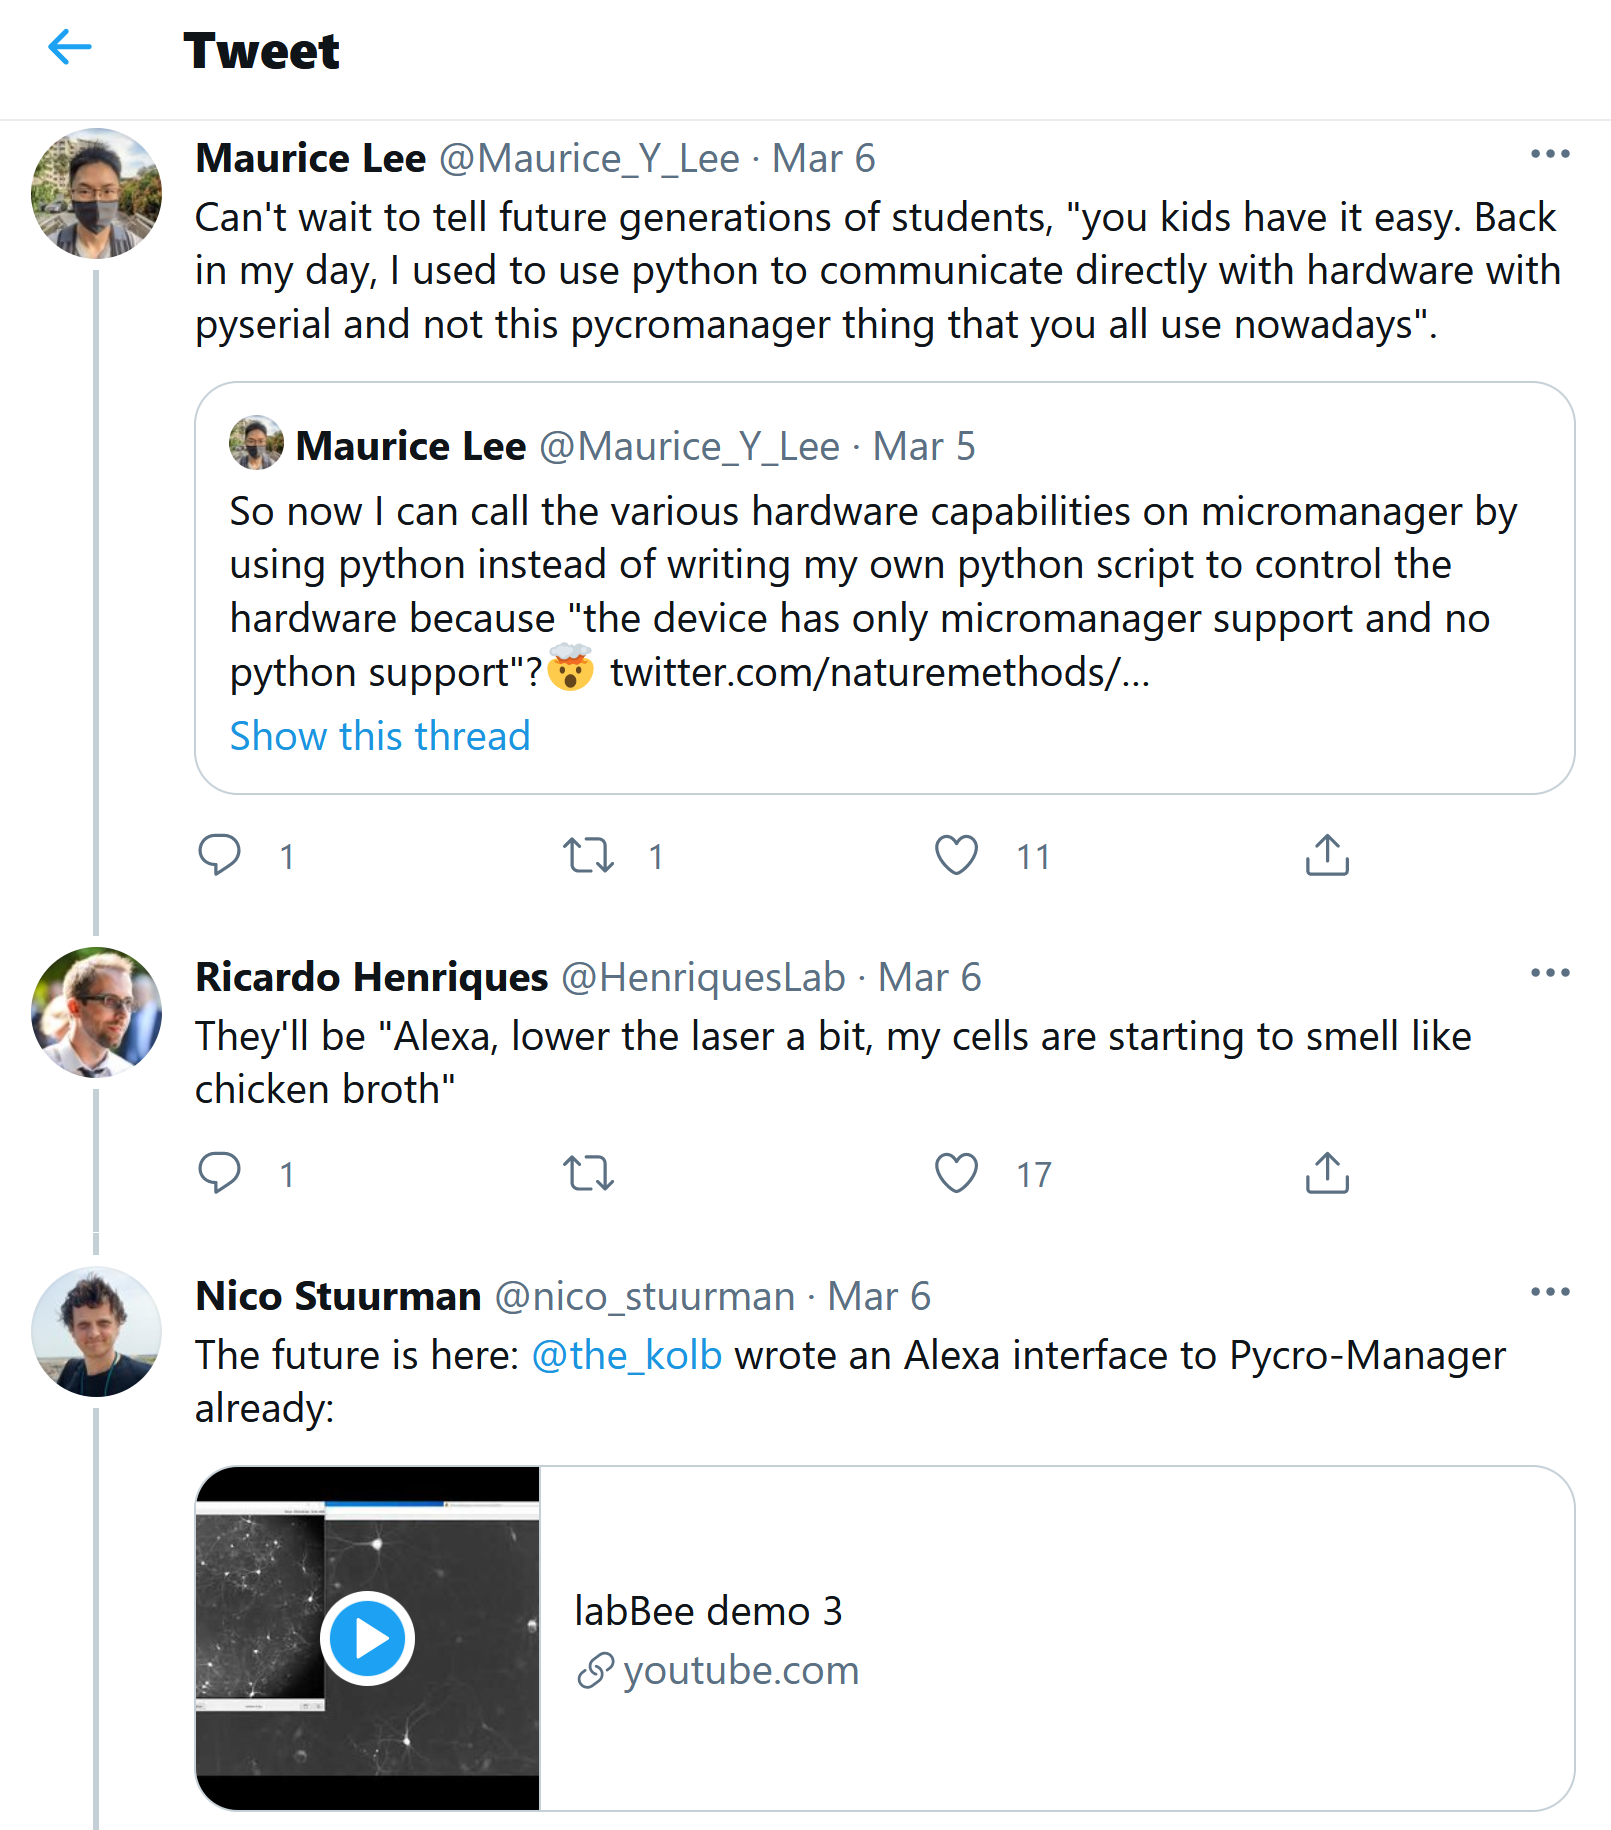 Tweet
Maurice Lee @Maurice_Y_Lee · Mar 6
Can't wait to tell future generations of students, "you kids have it easy. Back
in my day, I used to use python to communicate directly with hardware with
pyserial and not this pycromanager thing that you all use nowadays".
Maurice Lee @Maurice_Y_Lee · Mar 5
So now I can call the various hardware capabilities on micromanager by
using python instead of writing my own python script to control the
hardware because "the device has only micromanager support and no
python support"?🤯 twitter.com/naturemethods/...
Show this thread
1 1 11
Ricardo Henriques @HenriquesLab · Mar 6
They'll be "Alexa, lower the laser a bit, my cells are starting to smell like
chicken broth"
1 17
Nico Stuurman @nico_stuurman · Mar 6
The future is here: @the_kolb wrote an Alexa interface to Pycro-Manager
already:
labBee demo 3
youtube.com